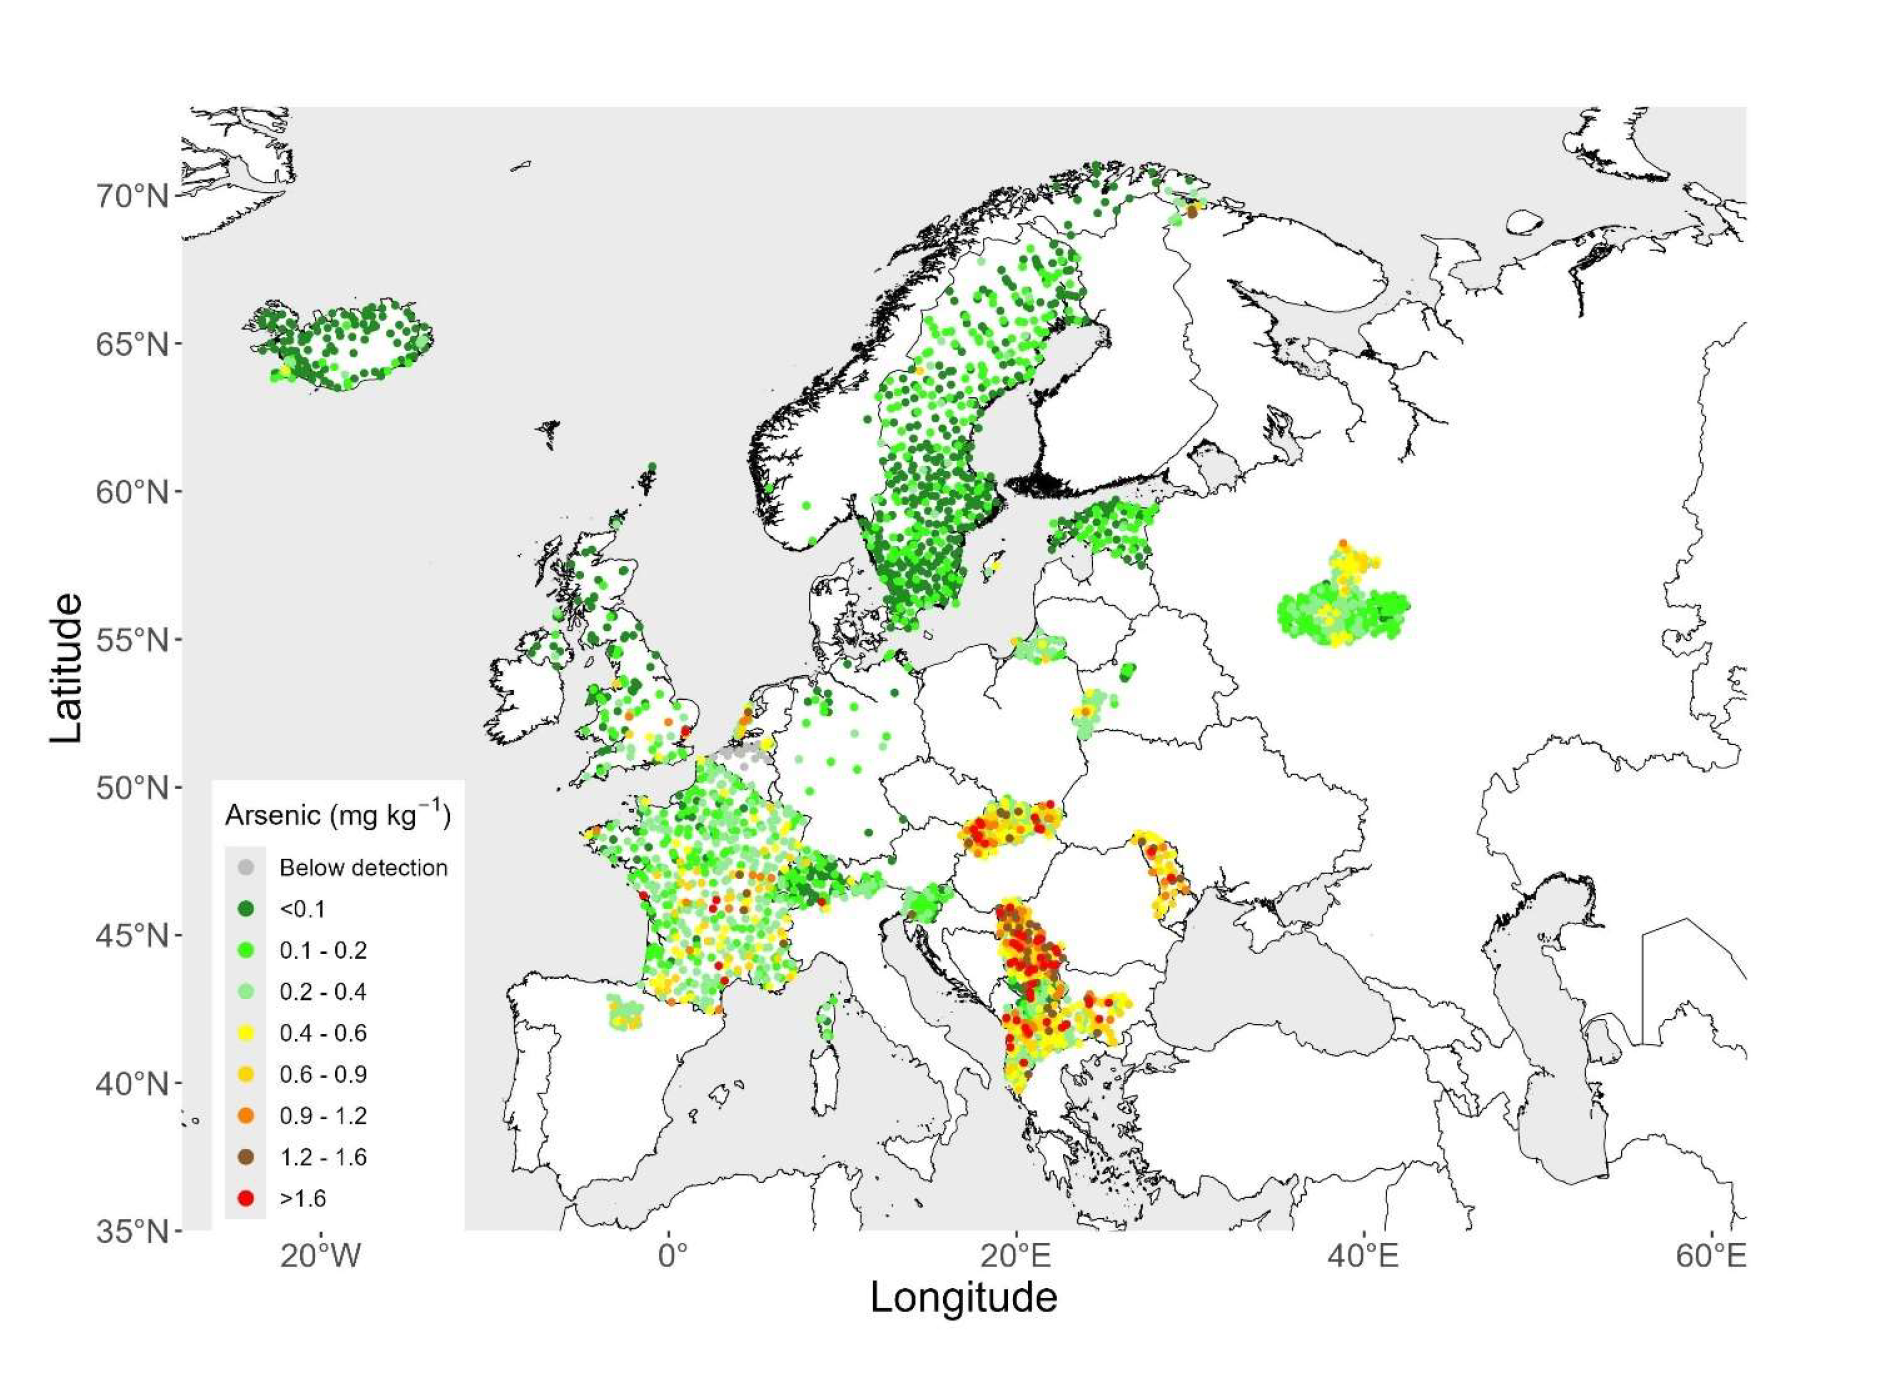 70°N
65°N
60°N
55°N
50°N
45°N
40°N
35°N
Latitude
Arsenic (mg kg⁻¹)
Below detection
<0.1
0.1 - 0.2
0.2 - 0.4
0.4 - 0.6
0.6 - 0.9
0.9 - 1.2
1.2 - 1.6
>1.6
20°W 0° 20°E 40°E 60°E
Longitude